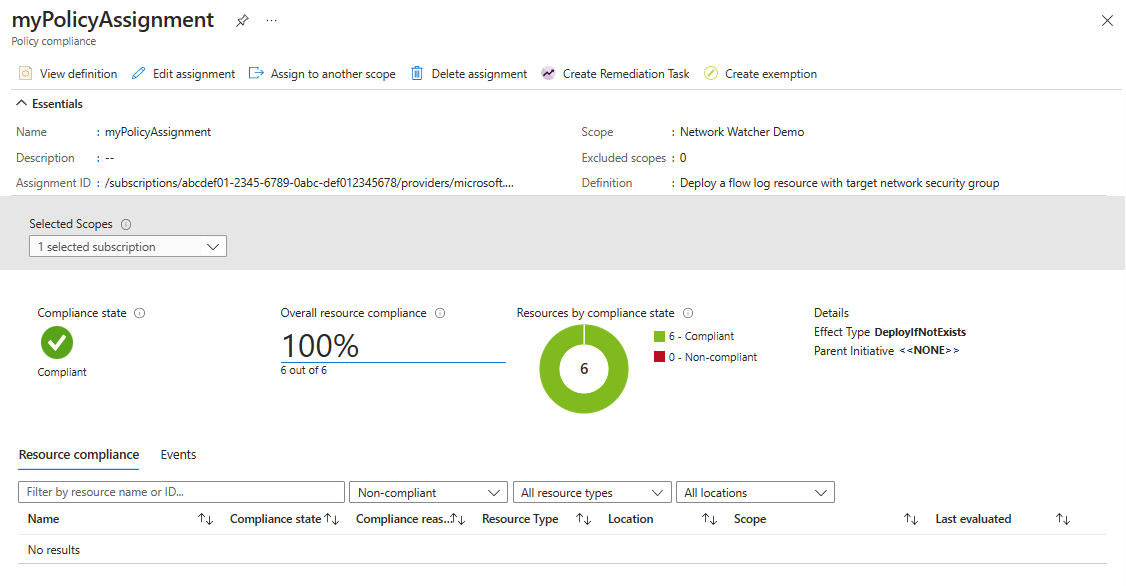 myPolicyAssignment ...
Policy compliance
View definition Edit assignment Assign to another scope Delete assignment Create Remediation Task Create exemption
Essentials
Name : myPolicyAssignment Scope : Network Watcher Demo
Description : -- Excluded scopes : 0
Assignment ID : /subscriptions/abcdef01-2345-6789-0abc-def012345678/providers/microsoft.... Definition : Deploy a flow log resource with target network security group
Selected Scopes
1 selected subscription
Compliance state Overall resource compliance Resources by compliance state Details
Compliant 100% 6 6 - Compliant Effect Type DeployIfNotExists
6 out of 6 0 - Non-compliant Parent Initiative <<NONE>>
Resource compliance Events
Filter by resource name or ID... Non-compliant All resource types All locations
Name Compliance state Compliance reas... Resource Type Location Scope Last evaluated
No results